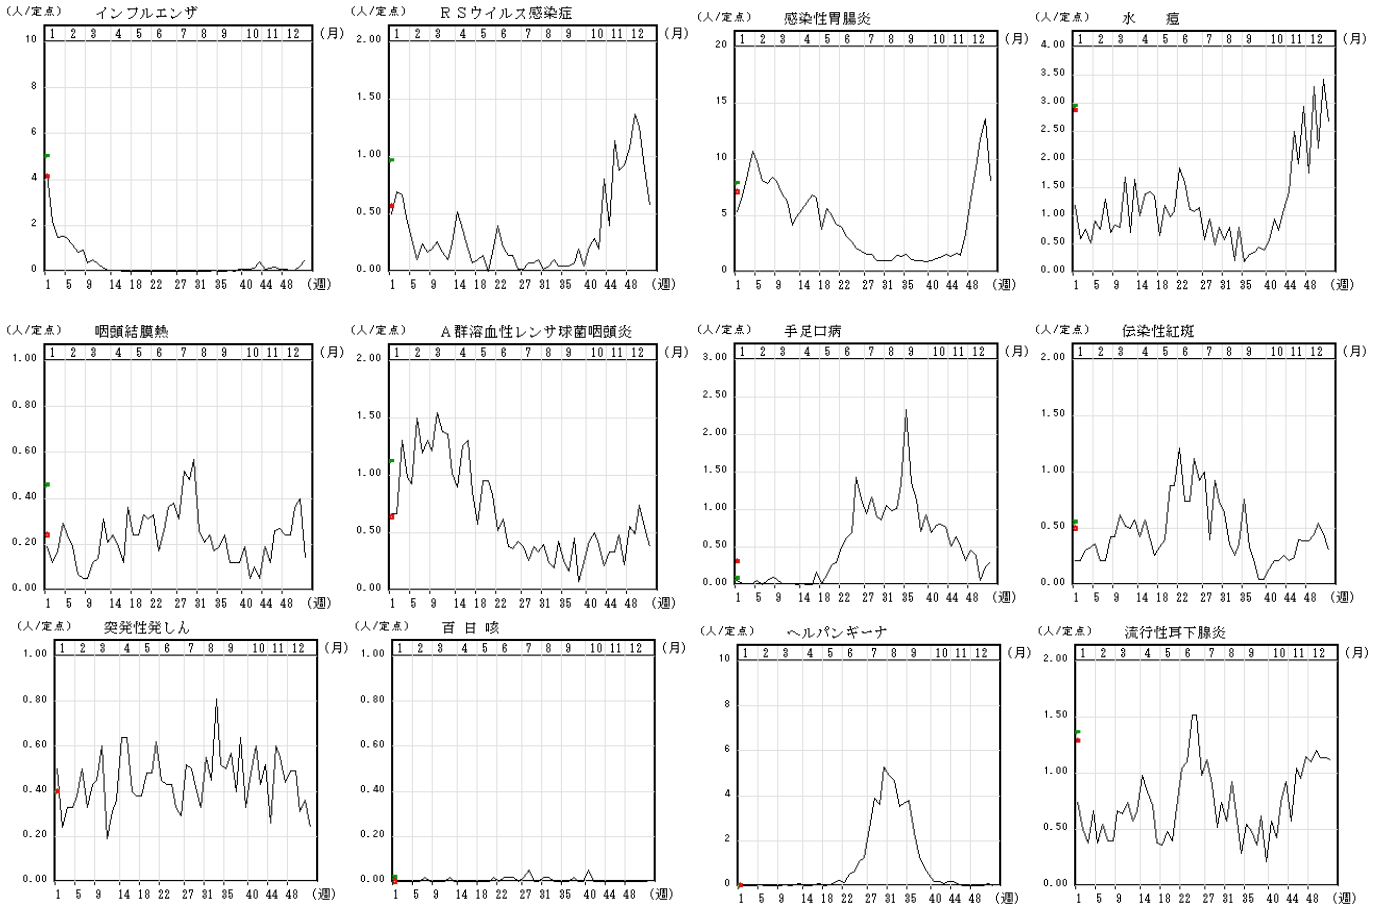 (人/定点) インフルエンザ
1 2 3 4 5 6 7 8 9 10 11 12 (月)
10
8
6
4
2
0
1 5 9 14 18 22 27 31 35 40 44 48 (週)
(人/定点) ＲＳウイルス感染症
1 2 3 4 5 6 7 8 9 10 11 12 (月)
2.00
1.50
1.00
0.50
0.00
1 5 9 14 18 22 27 31 35 40 44 48 (週)
(人/定点) 感染性胃腸炎
1 2 3 4 5 6 7 8 9 10 11 12 (月)
20
15
10
5
0
1 5 9 14 18 22 27 31 35 40 44 48 (週)
(人/定点) 水 痘
1 2 3 4 5 6 7 8 9 10 11 12 (月)
4.00
3.50
3.00
2.50
2.00
1.50
1.00
0.50
0.00
1 5 9 14 18 22 27 31 35 40 44 48 (週)
(人/定点) 咽頭結膜熱
1 2 3 4 5 6 7 8 9 10 11 12 (月)
1.00
0.80
0.60
0.40
0.20
0.00
1 5 9 14 18 22 27 31 35 40 44 48 (週)
(人/定点) Ａ群溶血性レンサ球菌咽頭炎
1 2 3 4 5 6 7 8 9 10 11 12 (月)
2.00
1.50
1.00
0.50
0.00
1 5 9 14 18 22 27 31 35 40 44 48 (週)
(人/定点) 手足口病
1 2 3 4 5 6 7 8 9 10 11 12 (月)
3.00
2.50
2.00
1.50
1.00
0.50
0.00
1 5 9 14 18 22 27 31 35 40 44 48 (週)
(人/定点) 伝染性紅斑
1 2 3 4 5 6 7 8 9 10 11 12 (月)
2.00
1.50
1.00
0.50
0.00
1 5 9 14 18 22 27 31 35 40 44 48 (週)
(人/定点) 突発性発しん
1 2 3 4 5 6 7 8 9 10 11 12 (月)
1.00
0.80
0.60
0.40
0.20
0.00
1 5 9 14 18 22 27 31 35 40 44 48 (週)
(人/定点) 百 日 咳
1 2 3 4 5 6 7 8 9 10 11 12 (月)
1.00
0.80
0.60
0.40
0.20
0.00
1 5 9 14 18 22 27 31 35 40 44 48 (週)
(人/定点) ヘルパンギーナ
1 2 3 4 5 6 7 8 9 10 11 12 (月)
10
8
6
4
2
0
1 5 9 14 18 22 27 31 35 40 44 48 (週)
(人/定点) 流行性耳下腺炎
1 2 3 4 5 6 7 8 9 10 11 12 (月)
2.00
1.50
1.00
0.50
0.00
1 5 9 14 18 22 27 31 35 40 44 48 (週)